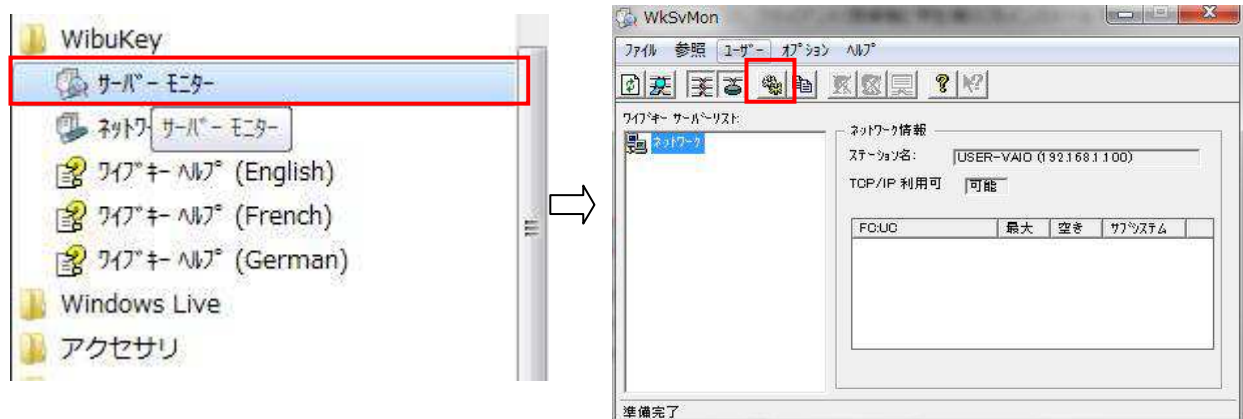 WibuKey
ｻｰﾊﾞｰ ﾓﾆﾀｰ
ﾈｯﾄﾜ
ｻｰﾊﾞｰ ﾓﾆﾀｰ
ﾜｲﾌﾞｷｰ ﾍﾙﾌﾟ (English)
ﾜｲﾌﾞｷｰ ﾍﾙﾌﾟ (French)
ﾜｲﾌﾞｷｰ ﾍﾙﾌﾟ (German)
Windows Live
アクセサリ
WkSvMon
ﾌｧｲﾙ 参照 ﾕｰｻﾞｰ ｵﾌﾟｼｮﾝ ﾍﾙﾌﾟ
ﾜｲﾌﾞｷｰ ｻｰﾊﾞｰﾘｽﾄ:
ﾈｯﾄﾜｰｸ
ﾈｯﾄﾜｰｸ情報
ｽﾃｰｼｮﾝ名: USER-VAIO (192.168.1.100)
TCP/IP 利用可 可能
FC:UC 最大 空き ｻﾌﾞｼｽﾃﾑ
準備完了